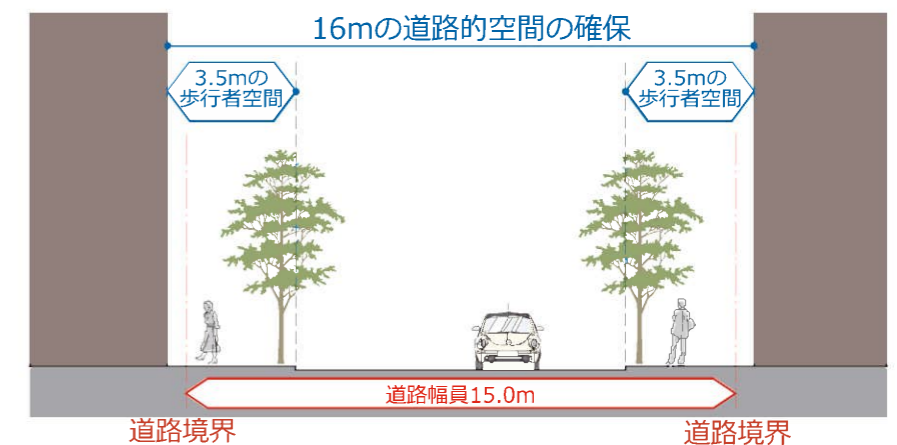 16mの道路的空間の確保
3.5mの
歩行者空間
3.5mの
歩行者空間
道路幅員15.0m
道路境界
道路境界